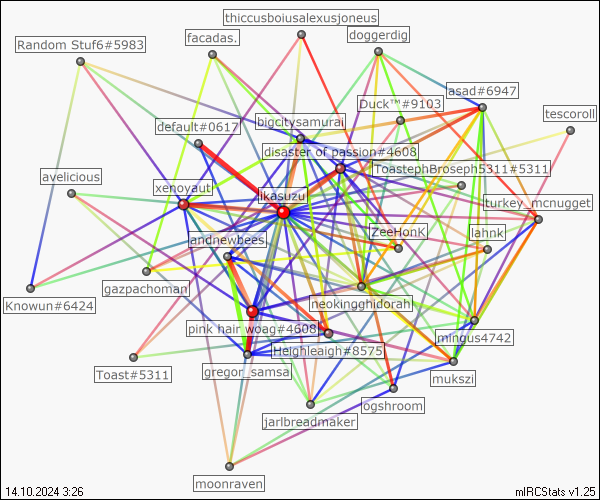 thiccusboiusalexusjoneus
Random Stuf6#5983
facadas.
doggerdig
asad#6947
Duck™#9103
tescoroll
bigcitysamurai
default#0617
disaster of passion#4608
ToastephBroseph5311#5311
avelicious
xenoyaut
ikasuzu
turkey_mcnugget
andnewbees
ZeeHonK
lahnk
gazpachoman
neokingghidorah
Knowun#6424
pink hair woag#4608
mingus4742
Heighleigh#8575
Toast#5311
gregor_samsa
mukszi
ogshroom
jarlbreadmaker
moonraven
14.10.2024 3:26
mIRCStats v1.25